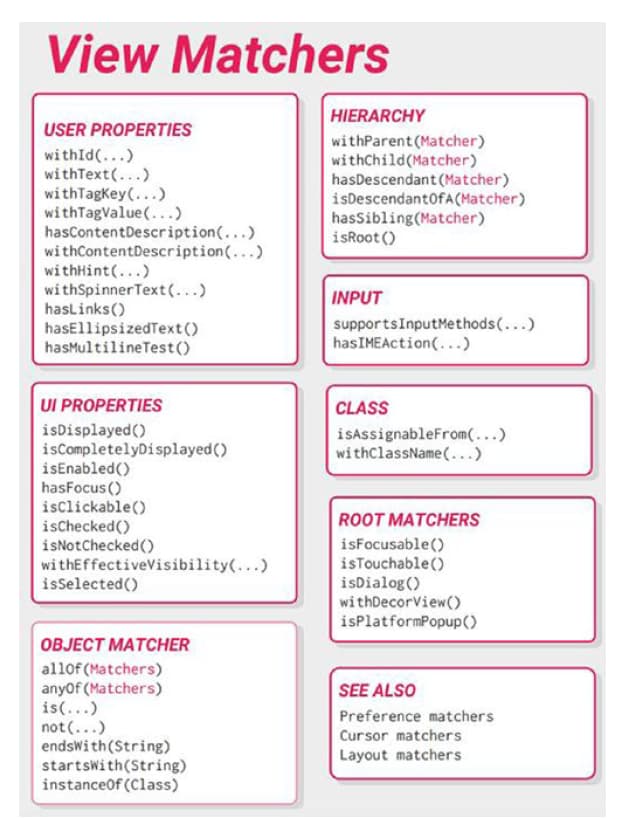 View Matchers
USER PROPERTIES
withId(...)
withText(...)
withTagKey(...)
withTagValue(...)
hasContentDescription(...)
withContentDescription(...)
withHint(...)
withSpinnerText(...)
hasLinks()
hasEllipsizedText()
hasMultilineTest()
UI PROPERTIES
isDisplayed()
isCompletelyDisplayed()
isEnabled()
hasFocus()
isClickable()
isChecked()
isNotChecked()
withEffectiveVisibility(...)
isSelected()
OBJECT MATCHER
allOf(Matchers)
anyOf(Matchers)
is(...)
not(...)
endsWith(String)
startsWith(String)
instanceOf(Class)
HIERARCHY
withParent(Matcher)
withChild(Matcher)
hasDescendant(Matcher)
isDescendantOfA(Matcher)
hasSibling(Matcher)
isRoot()
INPUT
supportsInputMethods(...)
hasIMEAction(...)
CLASS
isAssignableFrom(...)
withClassName(...)
ROOT MATCHERS
isFocusable()
isTouchable()
isDialog()
withDecorView()
isPlatformPopup()
SEE ALSO
Preference matchers
Cursor matchers
Layout matchers